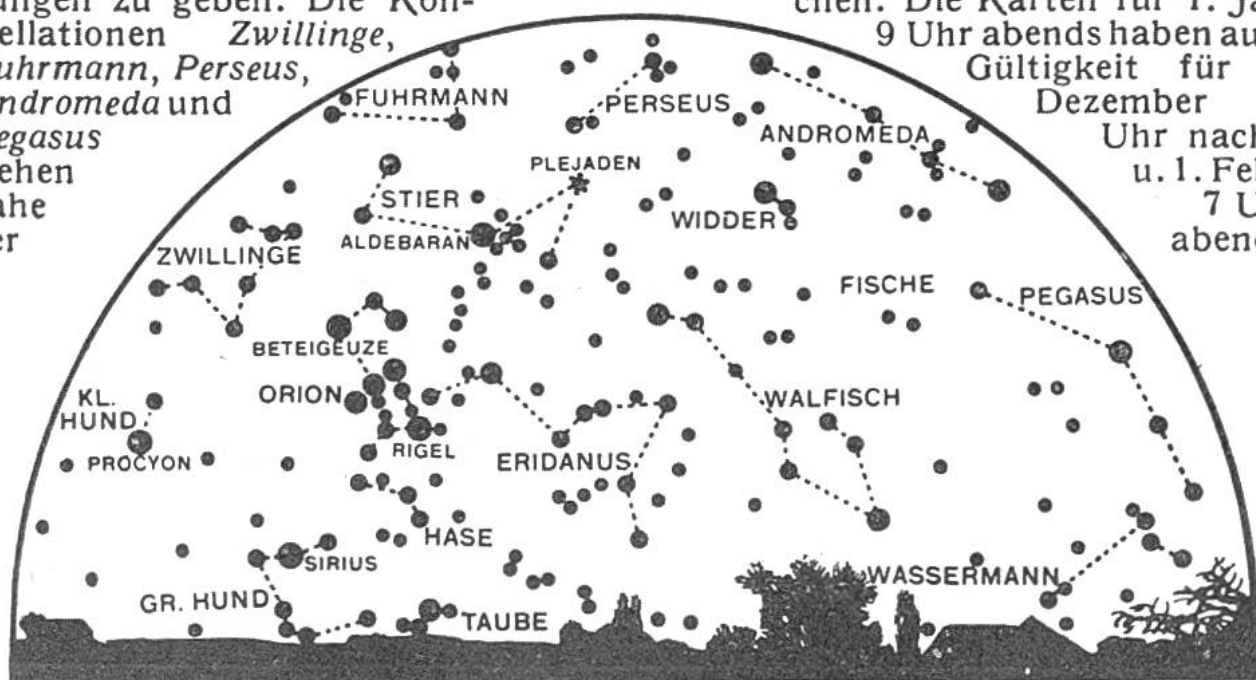 ungen zu geben. Die Kon-
ellationen Zwillinge,
uhrmann, Perseus,
ndromeda und
egasus
ehen
ahe
er
chen. Die Karten für 1. Ja
9 Uhr abends haben au
Gültigkeit für
Dezember
Uhr nach
u. 1. Fe
7 U
abend
FUHRMANN
PERSEUS
ANDROMEDA
PLEJADEN
STIER
WIDDER
ALDEBARAN
ZWILLINGE
FISCHE
PEGASUS
BETEIGEUZE
ORION
KL.
HUND
WALFISCH
RIGEL
PROCYON
ERIDANUS
HASE
SIRIUS
WASSERMANN
GR. HUND
TAUBE